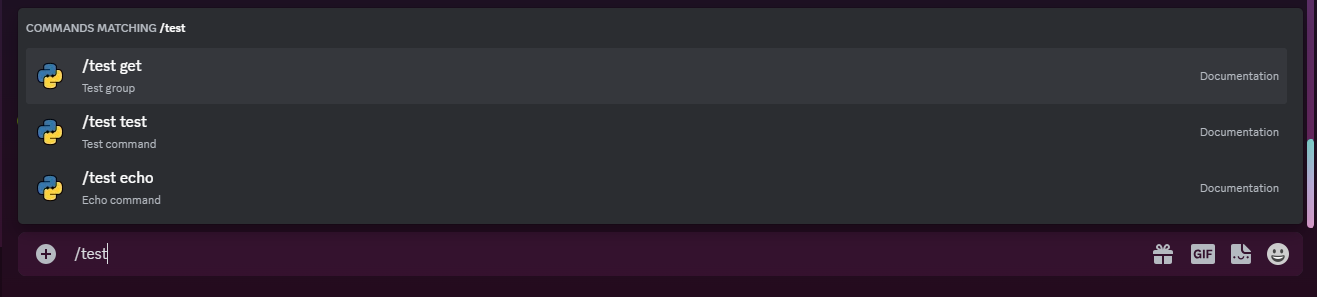 COMMANDS MATCHING /test
/test get
Test group
Documentation
/test test
Test command
Documentation
/test echo
Echo command
Documentation
/test
GIF